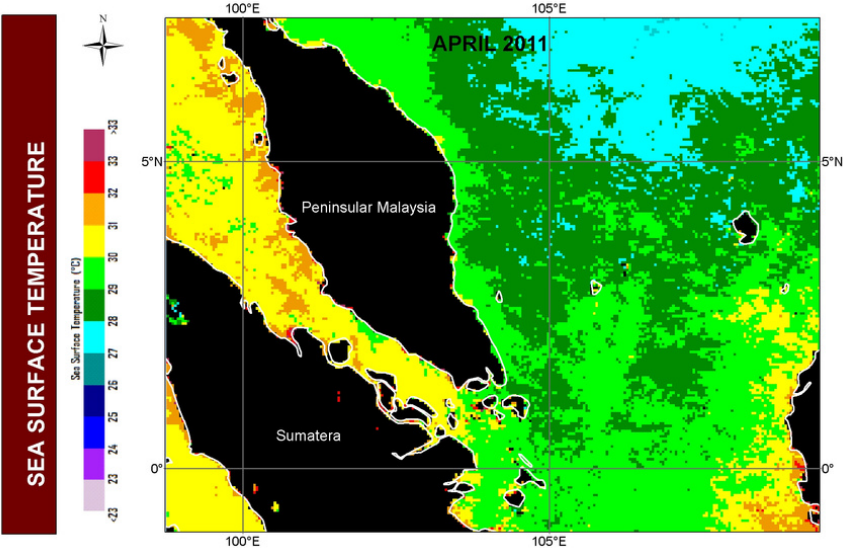 SEA SURFACE TEMPERATURE
N
Sea Surface Temperature (°C)
>33
33
32
31
30
29
28
27
26
25
24
23
<23
100°E
105°E
APRIL 2011
5°N
5°N
Peninsular Malaysia
Sumatera
0°
0°
100°E
105°E